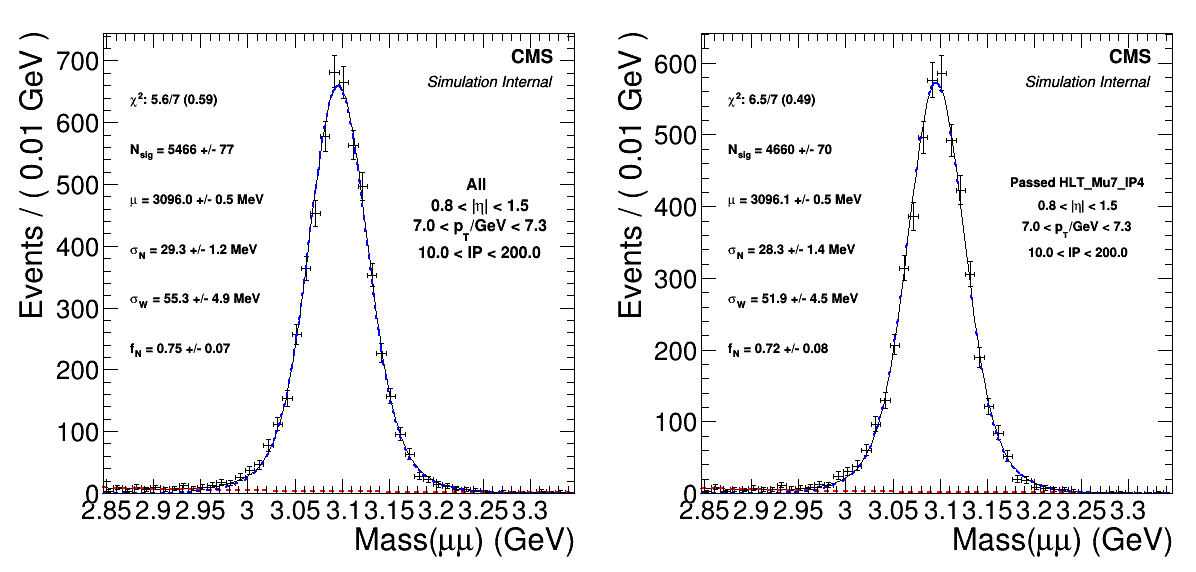 CMS
Simulation Internal
χ²: 5.6/7 (0.59)
N_sig = 5466 +/- 77
μ = 3096.0 +/- 0.5 MeV
σ_N = 29.3 +/- 1.2 MeV
σ_W = 55.3 +/- 4.9 MeV
f_N = 0.75 +/- 0.07
All
0.8 < |η| < 1.5
7.0 < p_T/GeV < 7.3
10.0 < IP < 200.0
Events / ( 0.01 GeV )
700
600
500
400
300
200
100
0
2.85 2.9 2.95 3 3.05 3.1 3.15 3.2 3.25 3.3
Mass(μμ) (GeV)
CMS
Simulation Internal
χ²: 6.5/7 (0.49)
N_sig = 4660 +/- 70
μ = 3096.1 +/- 0.5 MeV
σ_N = 28.3 +/- 1.4 MeV
σ_W = 51.9 +/- 4.5 MeV
f_N = 0.72 +/- 0.08
Passed HLT_Mu7_IP4
0.8 < |η| < 1.5
7.0 < p_T/GeV < 7.3
10.0 < IP < 200.0
Events / ( 0.01 GeV )
600
500
400
300
200
100
0
2.85 2.9 2.95 3 3.05 3.1 3.15 3.2 3.25 3.3
Mass(μμ) (GeV)